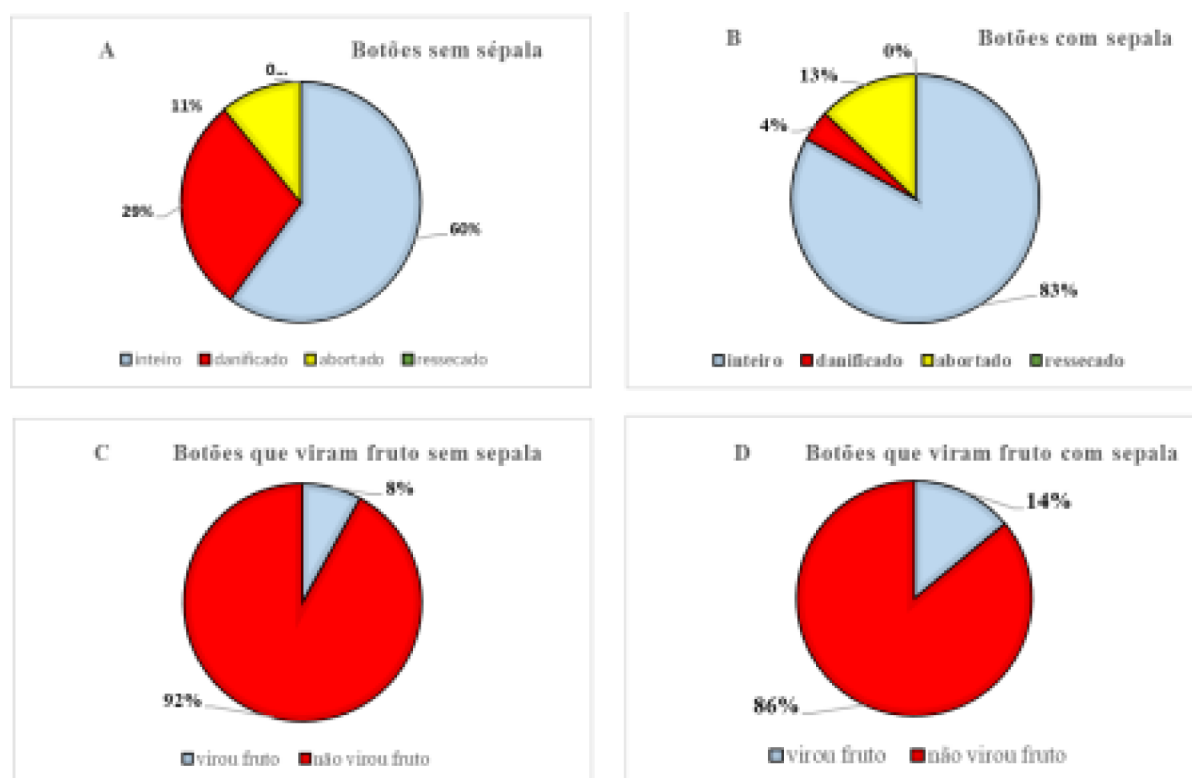 A Botões sem sépala
0...
11%
29%
60%
inteiro danificado abortado ressecado
B Botões com sepala
0%
13%
4%
83%
inteiro danificado abortado ressecado
C Botões que viram fruto sem sepala
8%
92%
virou fruto não virou fruto
D Botões que viram fruto com sepala
14%
86%
virou fruto não virou fruto